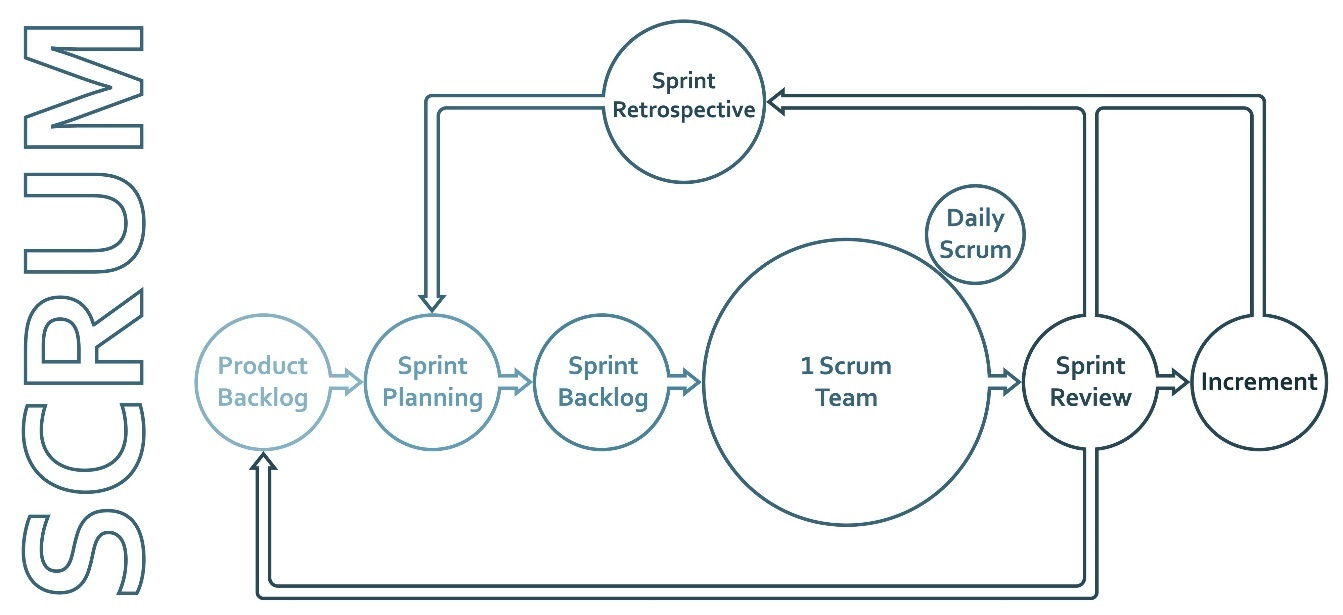 SCRUM
Sprint
Retrospective
Daily
Scrum
Product
Backlog
Sprint
Planning
Sprint
Backlog
1 Scrum
Team
Sprint
Review
Increment